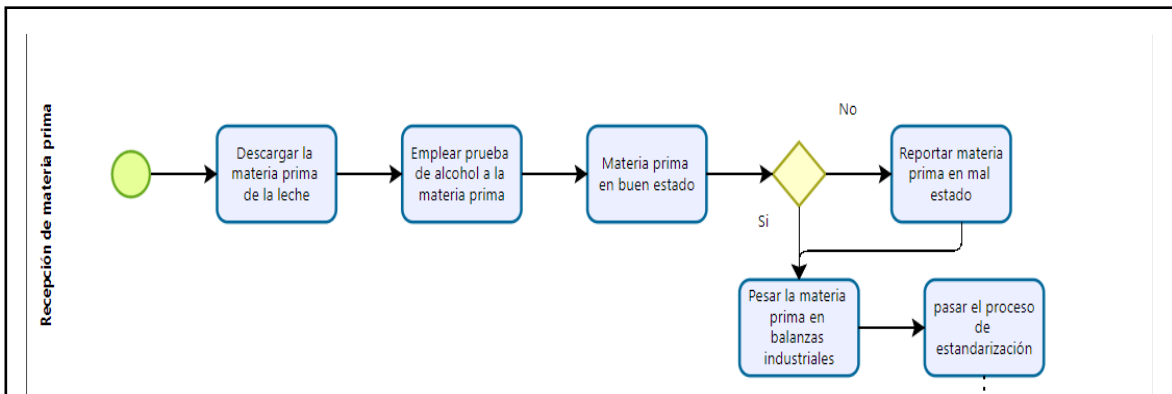 Recepción de materia prima
Descargar la
materia prima
de la leche
Emplear prueba
de alcohol a la
materia prima
Materia prima
en buen estado
No
Reportar materia
prima en mal
estado
Si
Pesar la materia
prima en
balanzas
industriales
pasar el proceso
de
estandarización